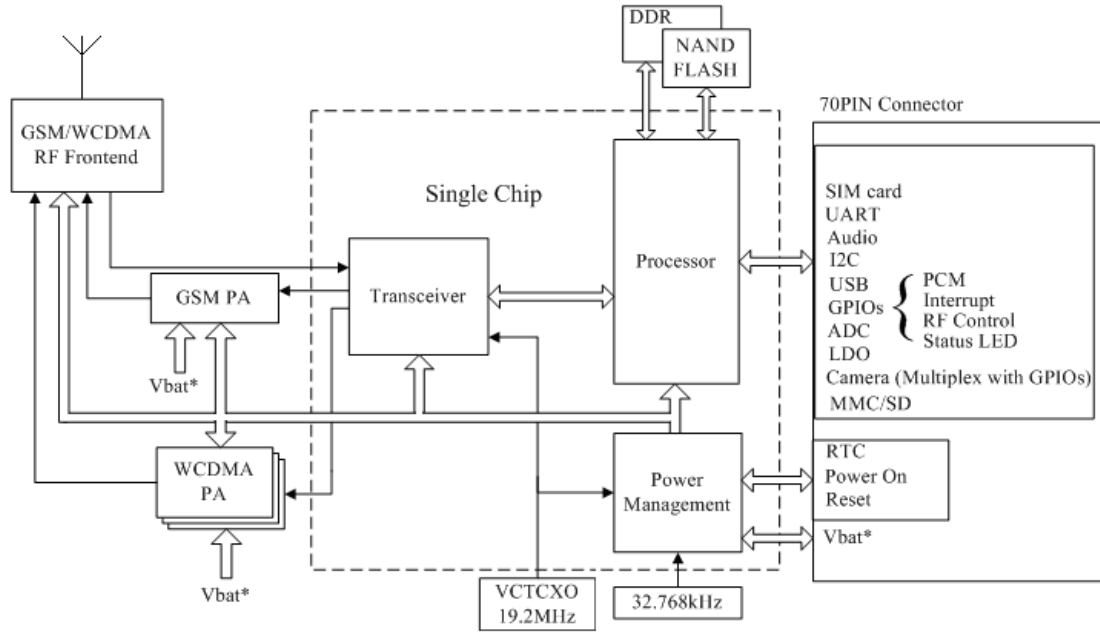 DDR
NAND
FLASH
70PIN Connector
GSM/WCDMA
RF Frontend
Single Chip
SIM card
UART
Audio
I2C
USB
GPIOs
ADC
LDO
PCM
Interrupt
RF Control
Status LED
Camera (Multiplex with GPIOs)
MMC/SD
Processor
Transceiver
GSM PA
Vbat*
WCDMA
PA
Vbat*
Power
Management
RTC
Power On
Reset
Vbat*
VCTCXO
19.2MHz
32.768kHz